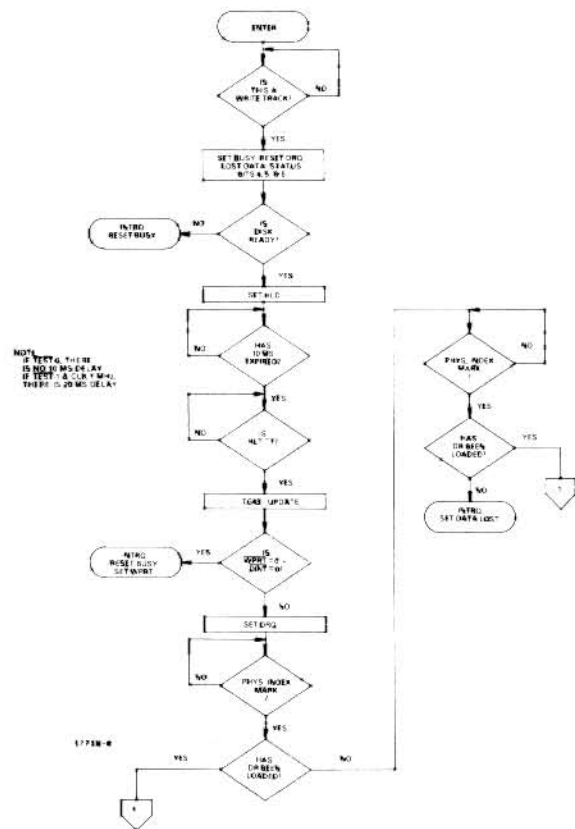 ENTER
IS
THIS A
WRITE TRACK?
NO
YES
SET BUSY RESET DRQ
LOST DATA STATUS
BITS 4, 5 & 6
IS
DISK
READY?
NO
INTRQ
RESET BUSY
YES
SET HLD
HAS
10 MS
EXPIRED?
NO
NOTE
IF TEST 0, THERE
IS NO 10 MS DELAY
IF TEST 1 & CLK 1 MHz,
THERE IS 20 MS DELAY
YES
IS
HLT 1?
NO
YES
TG43 UPDATE
IS
WPRT = 0
YES
INTRQ
RESET BUSY
SET WPRT
NO
SET DRQ
PHYS. INDEX
MARK
?
NO
YES
HAS
DR BEEN
LOADED?
YES
NO
PHYS. INDEX
MARK
NO
YES
HAS
DR BEEN
LOADED?
YES
NO
INTRQ
SET DATA LOST